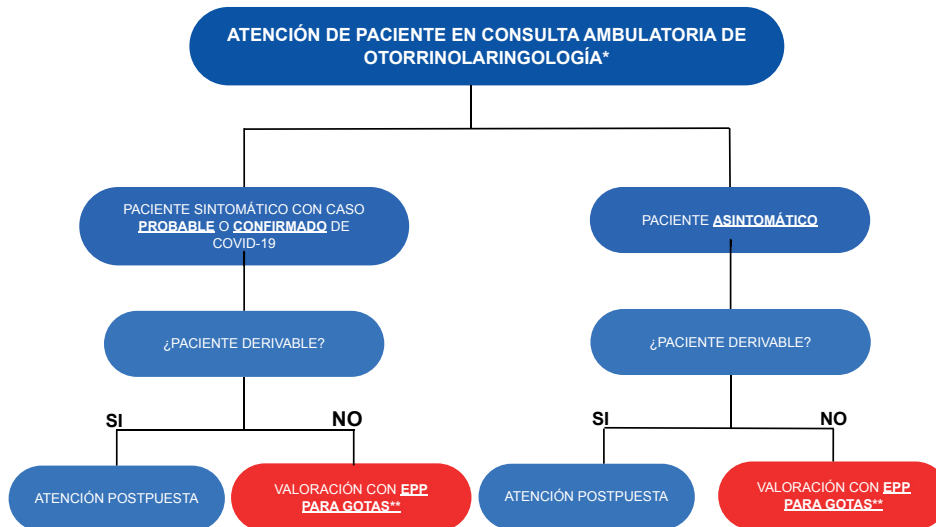 ATENCIÓN DE PACIENTE EN CONSULTA AMBULATORIA DE
OTORRINOLARINGOLOGÍA*
PACIENTE SINTOMÁTICO CON CASO
PROBABLE O CONFIRMADO DE
COVID-19
PACIENTE ASINTOMÁTICO
¿PACIENTE DERIVABLE?
¿PACIENTE DERIVABLE?
SI
NO
SI
NO
ATENCIÓN POSTPUESTA
VALORACIÓN CON EPP
PARA GOTAS**
ATENCIÓN POSTPUESTA
VALORACIÓN CON EPP
PARA GOTAS**